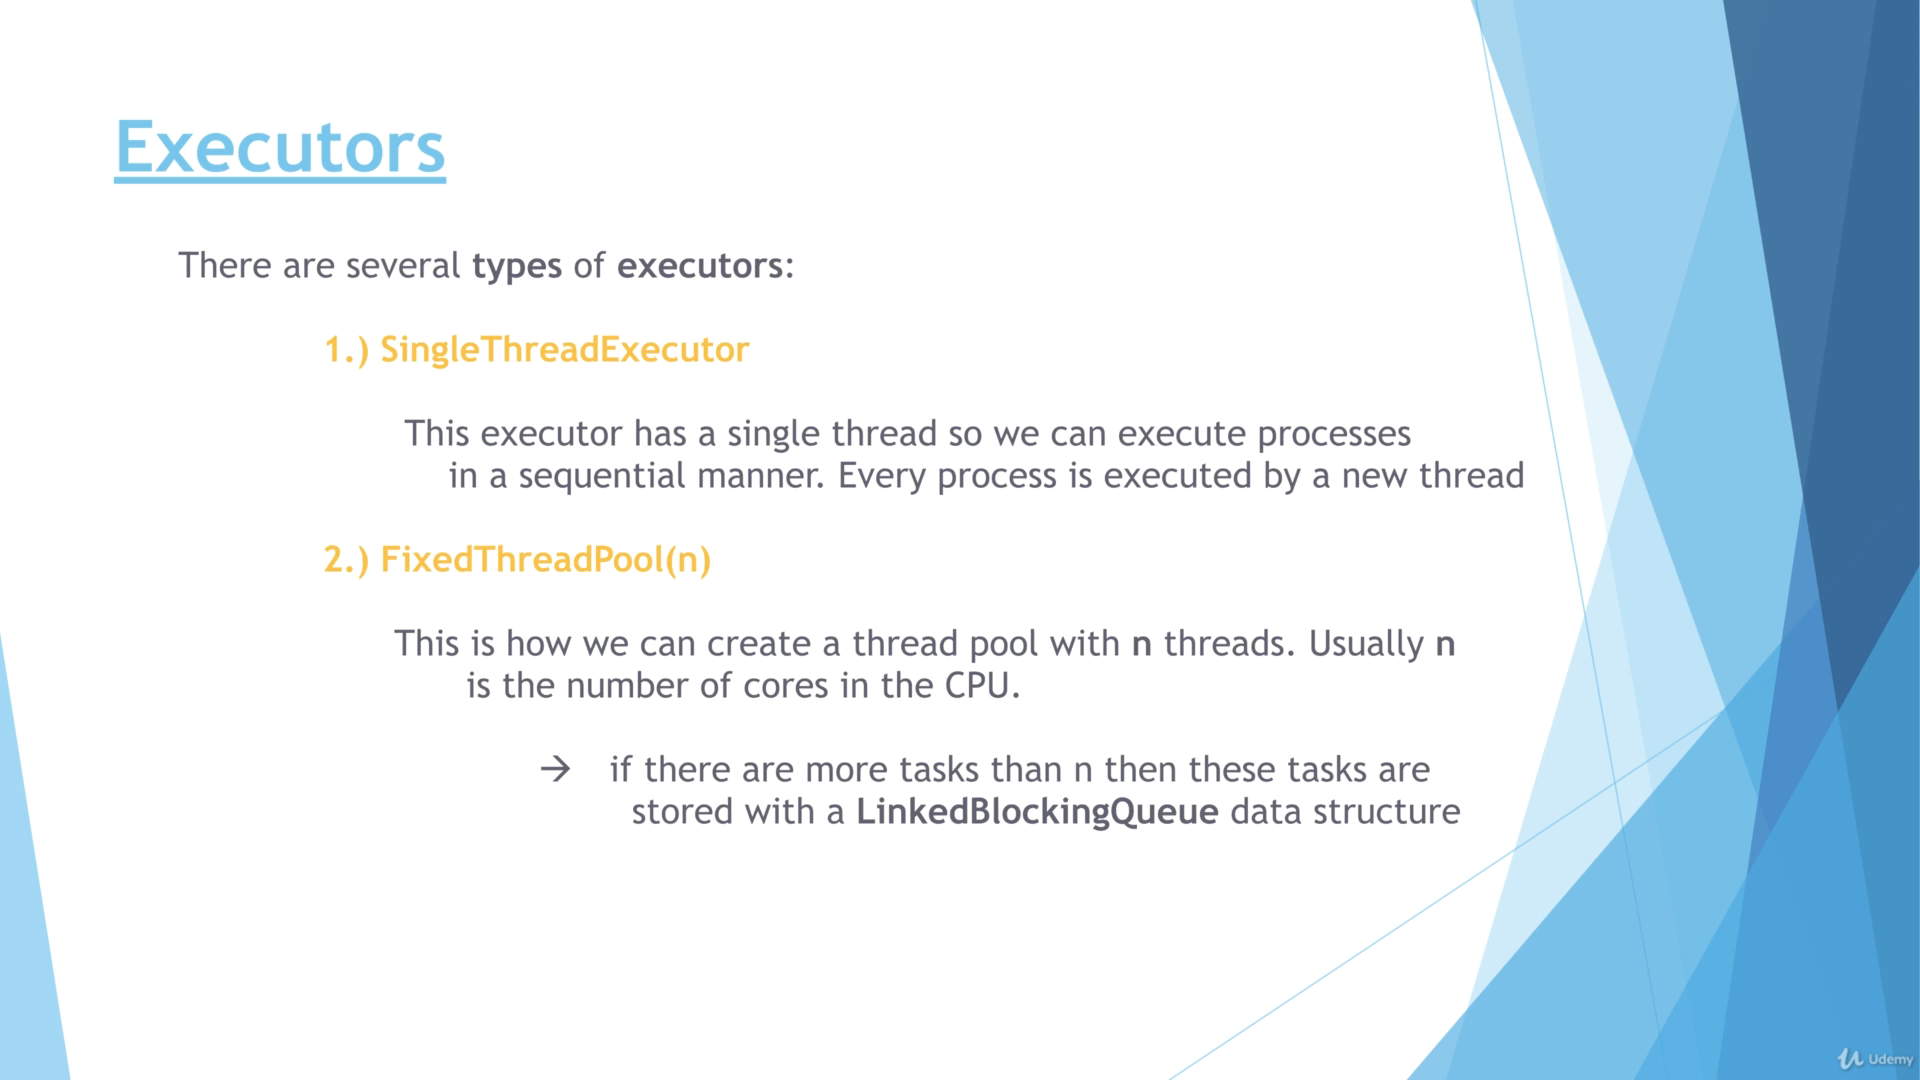 Executors
There are several types of executors:
1.) SingleThreadExecutor
This executor has a single thread so we can execute processes
in a sequential manner. Every process is executed by a new thread
2.) FixedThreadPool(n)
This is how we can create a thread pool with n threads. Usually n
is the number of cores in the CPU.
→ if there are more tasks than n then these tasks are
stored with a LinkedBlockingQueue data structure
Udemy